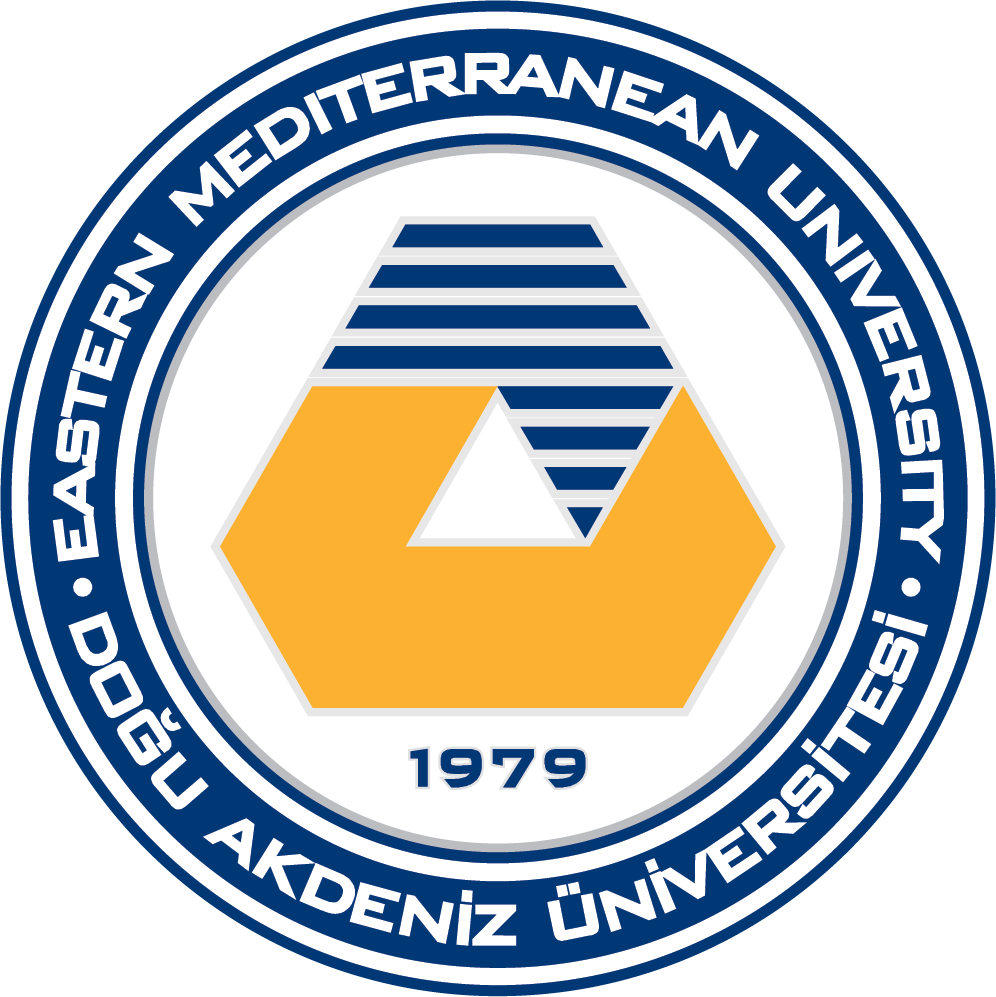 EASTERN MEDITERRANEAN UNIVERSITY
DOĞU AKDENİZ ÜNİVERSİTESİ
1979